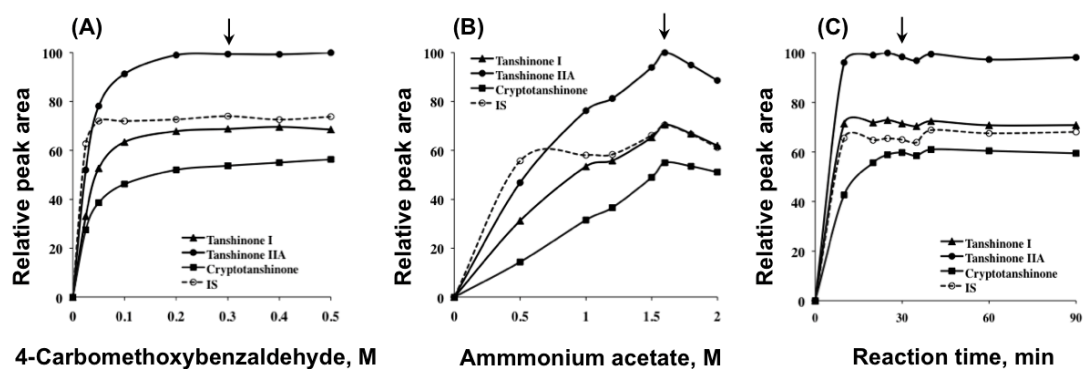 (A)
Relative peak area
100
80
60
40
20
0
Tanshinone I
Tanshinone IIA
Cryptotanshinone
IS
0 0.1 0.2 0.3 0.4 0.5
4-Carbomethoxybenzaldehyde, M
(B)
Relative peak area
100
80
60
40
20
0
Tanshinone I
Tanshinone IIA
Cryptotanshinone
IS
0 0.5 1 1.5 2
Ammmonium acetate, M
(C)
Relative peak area
100
80
60
40
20
0
Tanshinone I
Tanshinone IIA
Cryptotanshinone
IS
0 30 60 90
Reaction time, min